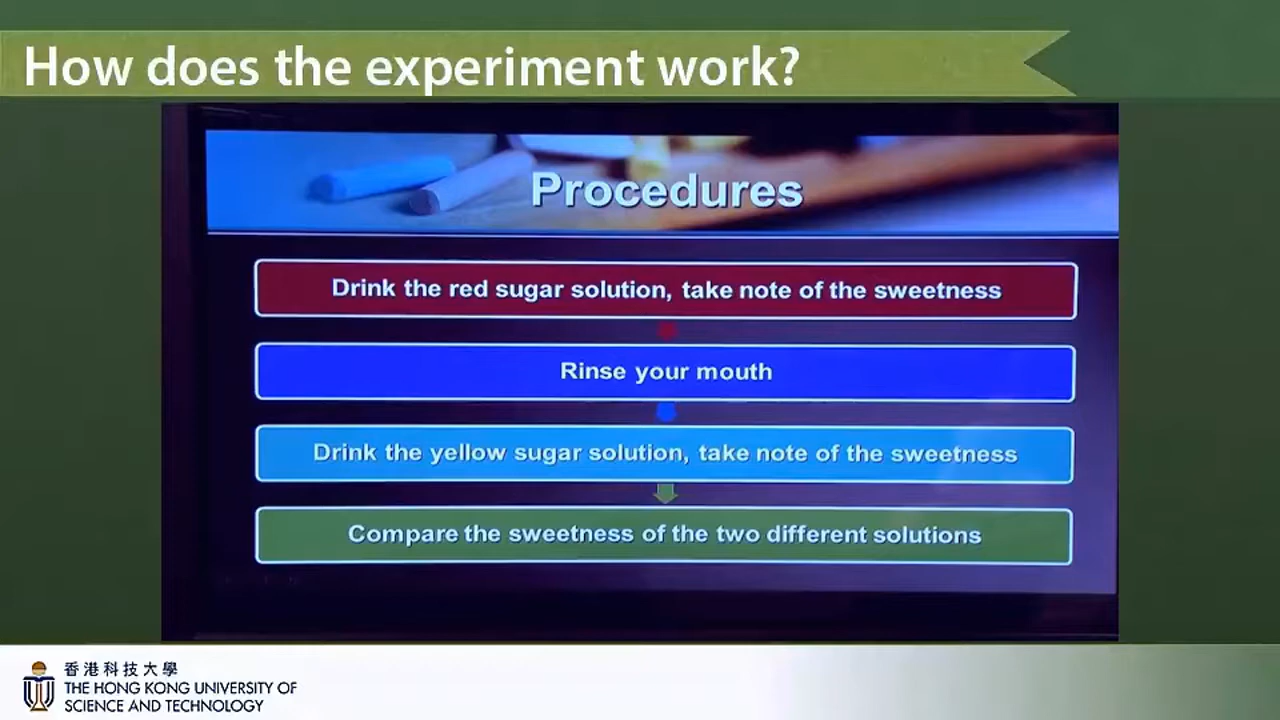 How does the experiment work?
Procedures
Drink the red sugar solution, take note of the sweetness
Rinse your mouth
Drink the yellow sugar solution, take note of the sweetness
Compare the sweetness of the two different solutions
香港科技大學
THE HONG KONG UNIVERSITY OF
SCIENCE AND TECHNOLOGY